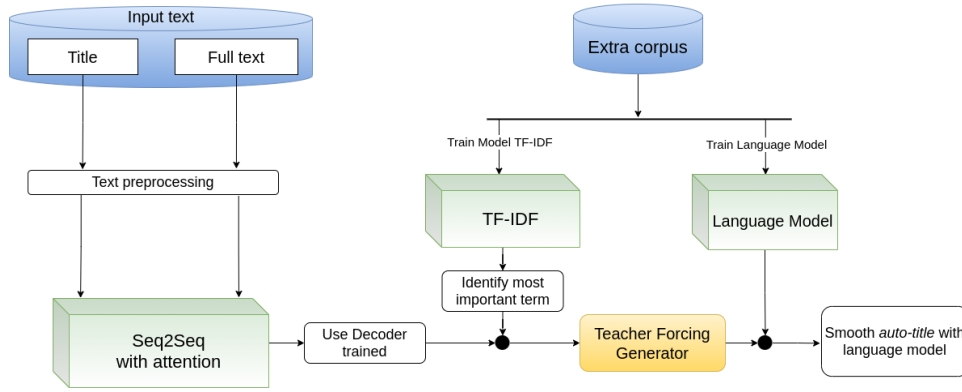 Input text
Title
Full text
Extra corpus
Train Model TF-IDF
Train Language Model
Text preprocessing
TF-IDF
Language Model
Identify most
important term
Seq2Seq
with attention
Use Decoder
trained
Teacher Forcing
Generator
Smooth auto-title with
language model